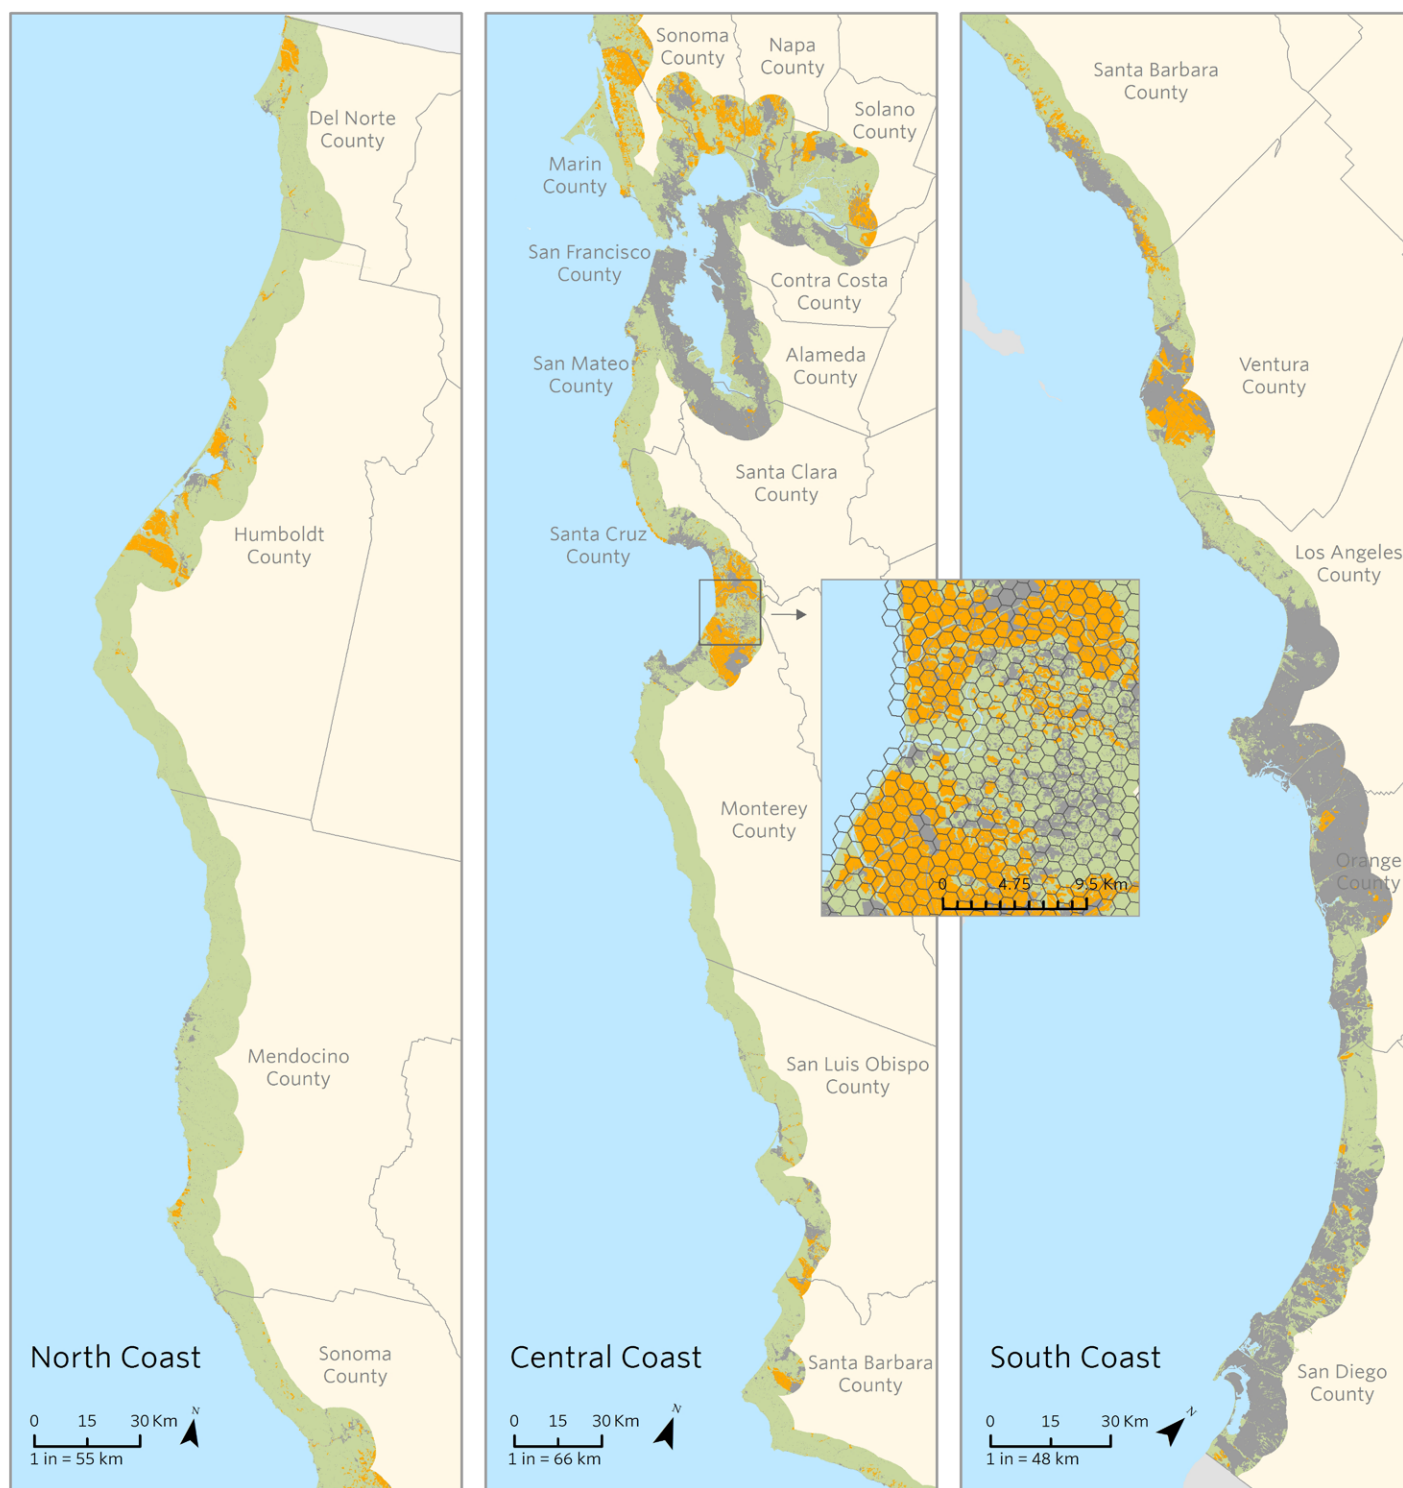 Del Norte
County
Humboldt
County
Mendocino
County
Sonoma
County
North Coast
0 15 30 Km
1 in = 55 km
N
Sonoma
County
Napa
County
Solano
County
Marin
County
San Francisco
County
Contra Costa
County
San Mateo
County
Alameda
County
Santa Clara
County
Santa Cruz
County
Monterey
County
0 4.75 9.5 Km
San Luis Obispo
County
Santa Barbara
County
Central Coast
0 15 30 Km
1 in = 66 km
N
Santa Barbara
County
Ventura
County
Los Angeles
County
Orange
County
San Diego
County
South Coast
0 15 30 Km
1 in = 48 km
N